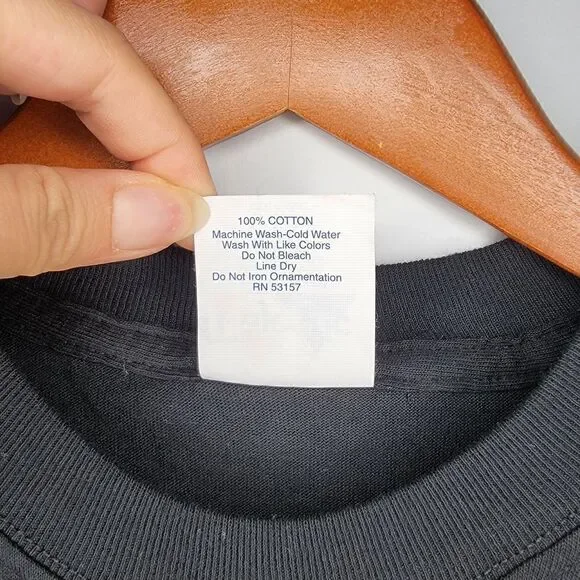 100% COTTON
Machine Wash-Cold Water
Wash With Like Colors
Do Not Bleach
Line Dry
Do Not Iron Ornamentation
RN 53157